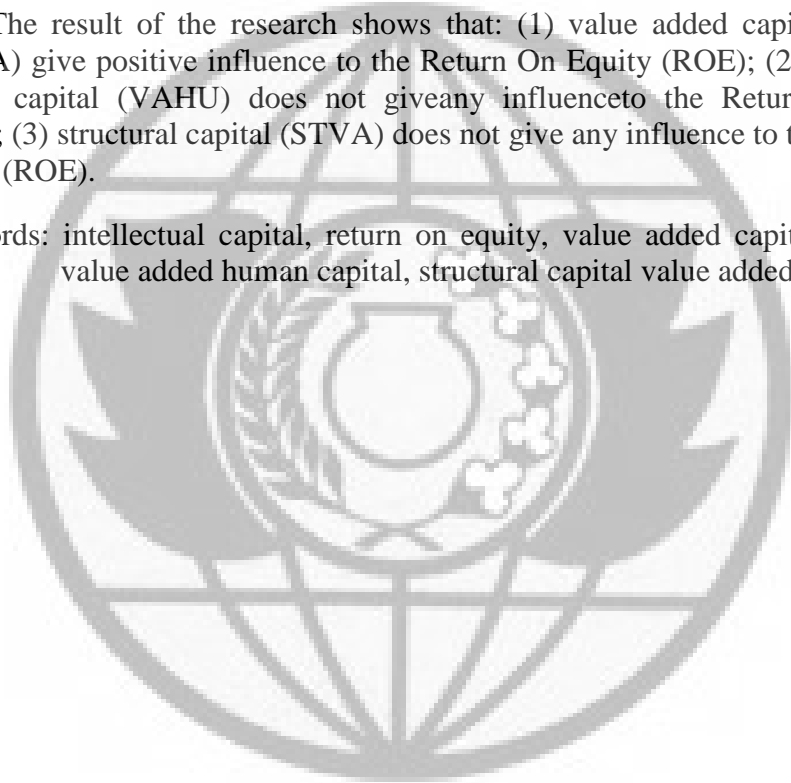 The result of the research shows that: (1) value added capi
A) give positive influence to the Return On Equity (ROE); (2
capital (VAHU) does not giveany influenceto the Retur
; (3) structural capital (STVA) does not give any influence to t
(ROE).
rds: intellectual capital, return on equity, value added capit
value added human capital, structural capital value added